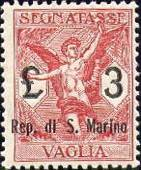 SEGNATASSE
£ 3
Rep. di S. Marino
VAGLIA